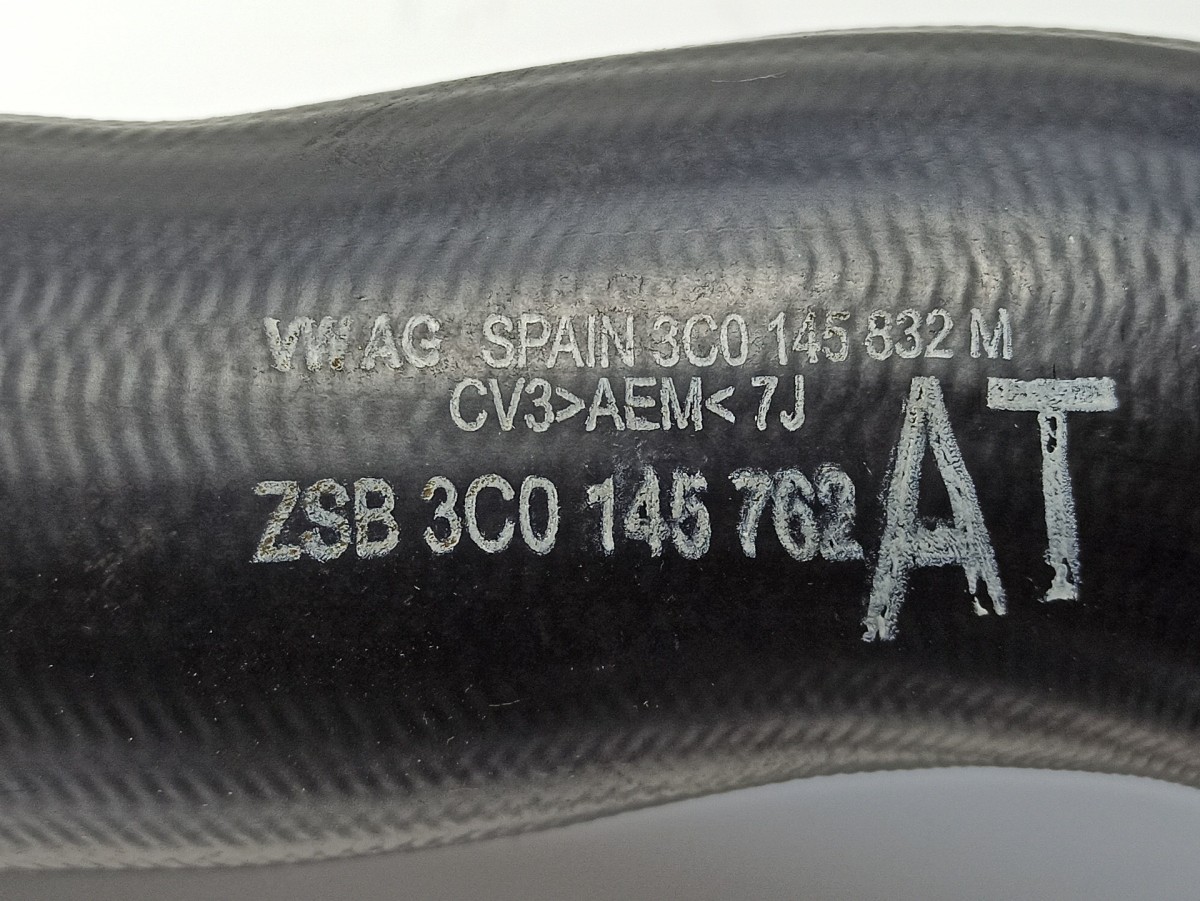 VW AG SPAIN 3C0 145 832 M
CV3>AEM< 7J
ZSB 3C0 145 762 AT